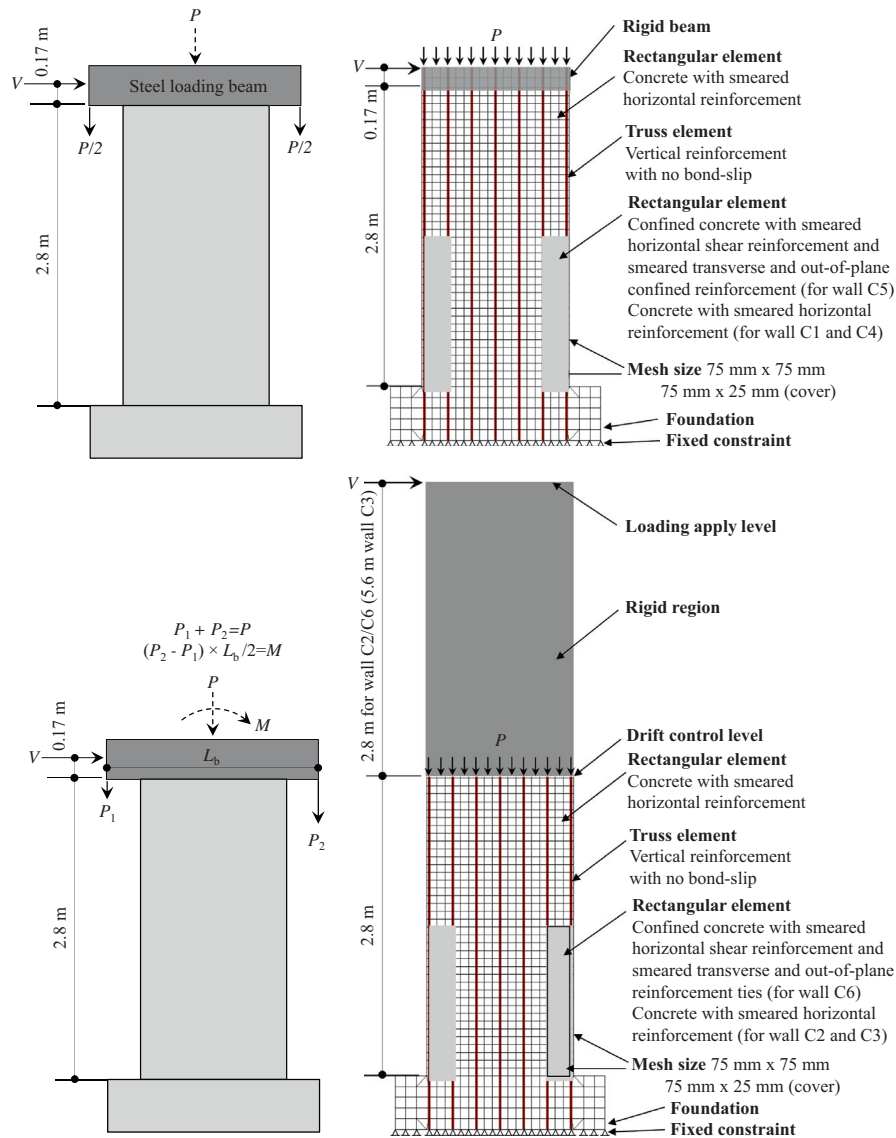 P
0.17 m
V
Steel loading beam
P/2
P/2
2.8 m
P
V
0.17 m
2.8 m
Rigid beam
Rectangular element
Concrete with smeared
horizontal reinforcement
Truss element
Vertical reinforcement
with no bond-slip
Rectangular element
Confined concrete with smeared
horizontal shear reinforcement and
smeared transverse and out-of-plane
confined reinforcement (for wall C5)
Concrete with smeared horizontal
reinforcement (for wall C1 and C4)
Mesh size 75 mm x 75 mm
75 mm x 25 mm (cover)
Foundation
Fixed constraint
P₁ + P₂=P
(P₂ - P₁) × L_b/2=M
P
M
0.17 m
V
L_b
P₁
P₂
2.8 m
V
2.8 m for wall C2/C6 (5.6 m wall C3)
P
2.8 m
Loading apply level
Rigid region
Drift control level
Rectangular element
Concrete with smeared
horizontal reinforcement
Truss element
Vertical reinforcement
with no bond-slip
Rectangular element
Confined concrete with smeared
horizontal shear reinforcement and
smeared transverse and out-of-plane
reinforcement ties (for wall C6)
Concrete with smeared horizontal
reinforcement (for wall C2 and C3)
Mesh size 75 mm x 75 mm
75 mm x 25 mm (cover)
Foundation
Fixed constraint